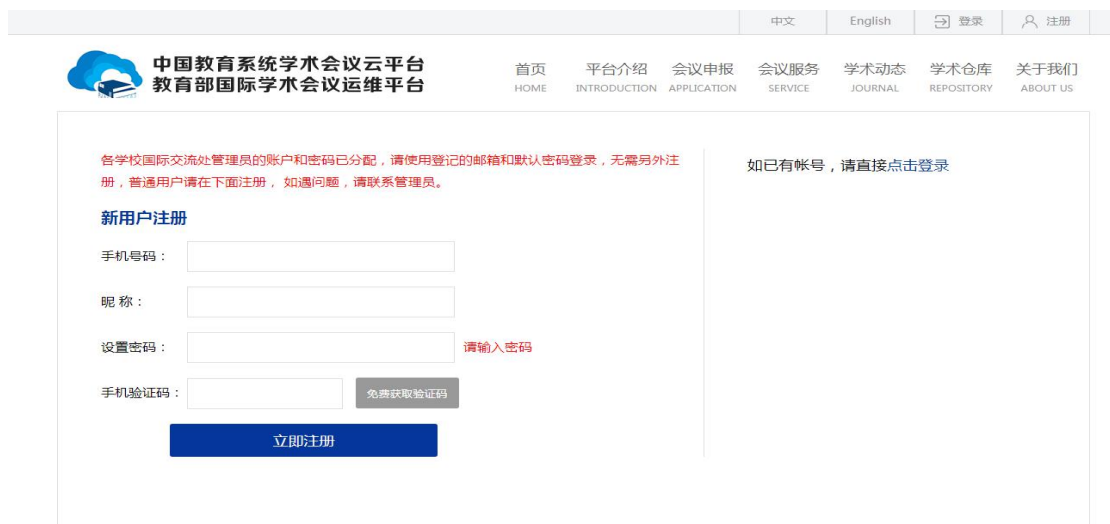 中文 English 登录 注册
中国教育系统学术会议云平台
教育部国际学术会议运维平台
首页 平台介绍 会议申报 会议服务 学术动态 学术仓库 关于我们
HOME INTRODUCTION APPLICATION SERVICE JOURNAL REPOSITORY ABOUT US
各学校国际交流处管理员的账户和密码已分配，请使用登记的邮箱和默认密码登录，无需另外注
册，普通用户请在下面注册， 如遇问题，请联系管理员。
如已有帐号，请直接点击登录
新用户注册
手机号码：
昵 称：
设置密码： 请输入密码
手机验证码： 免费获取验证码
立即注册